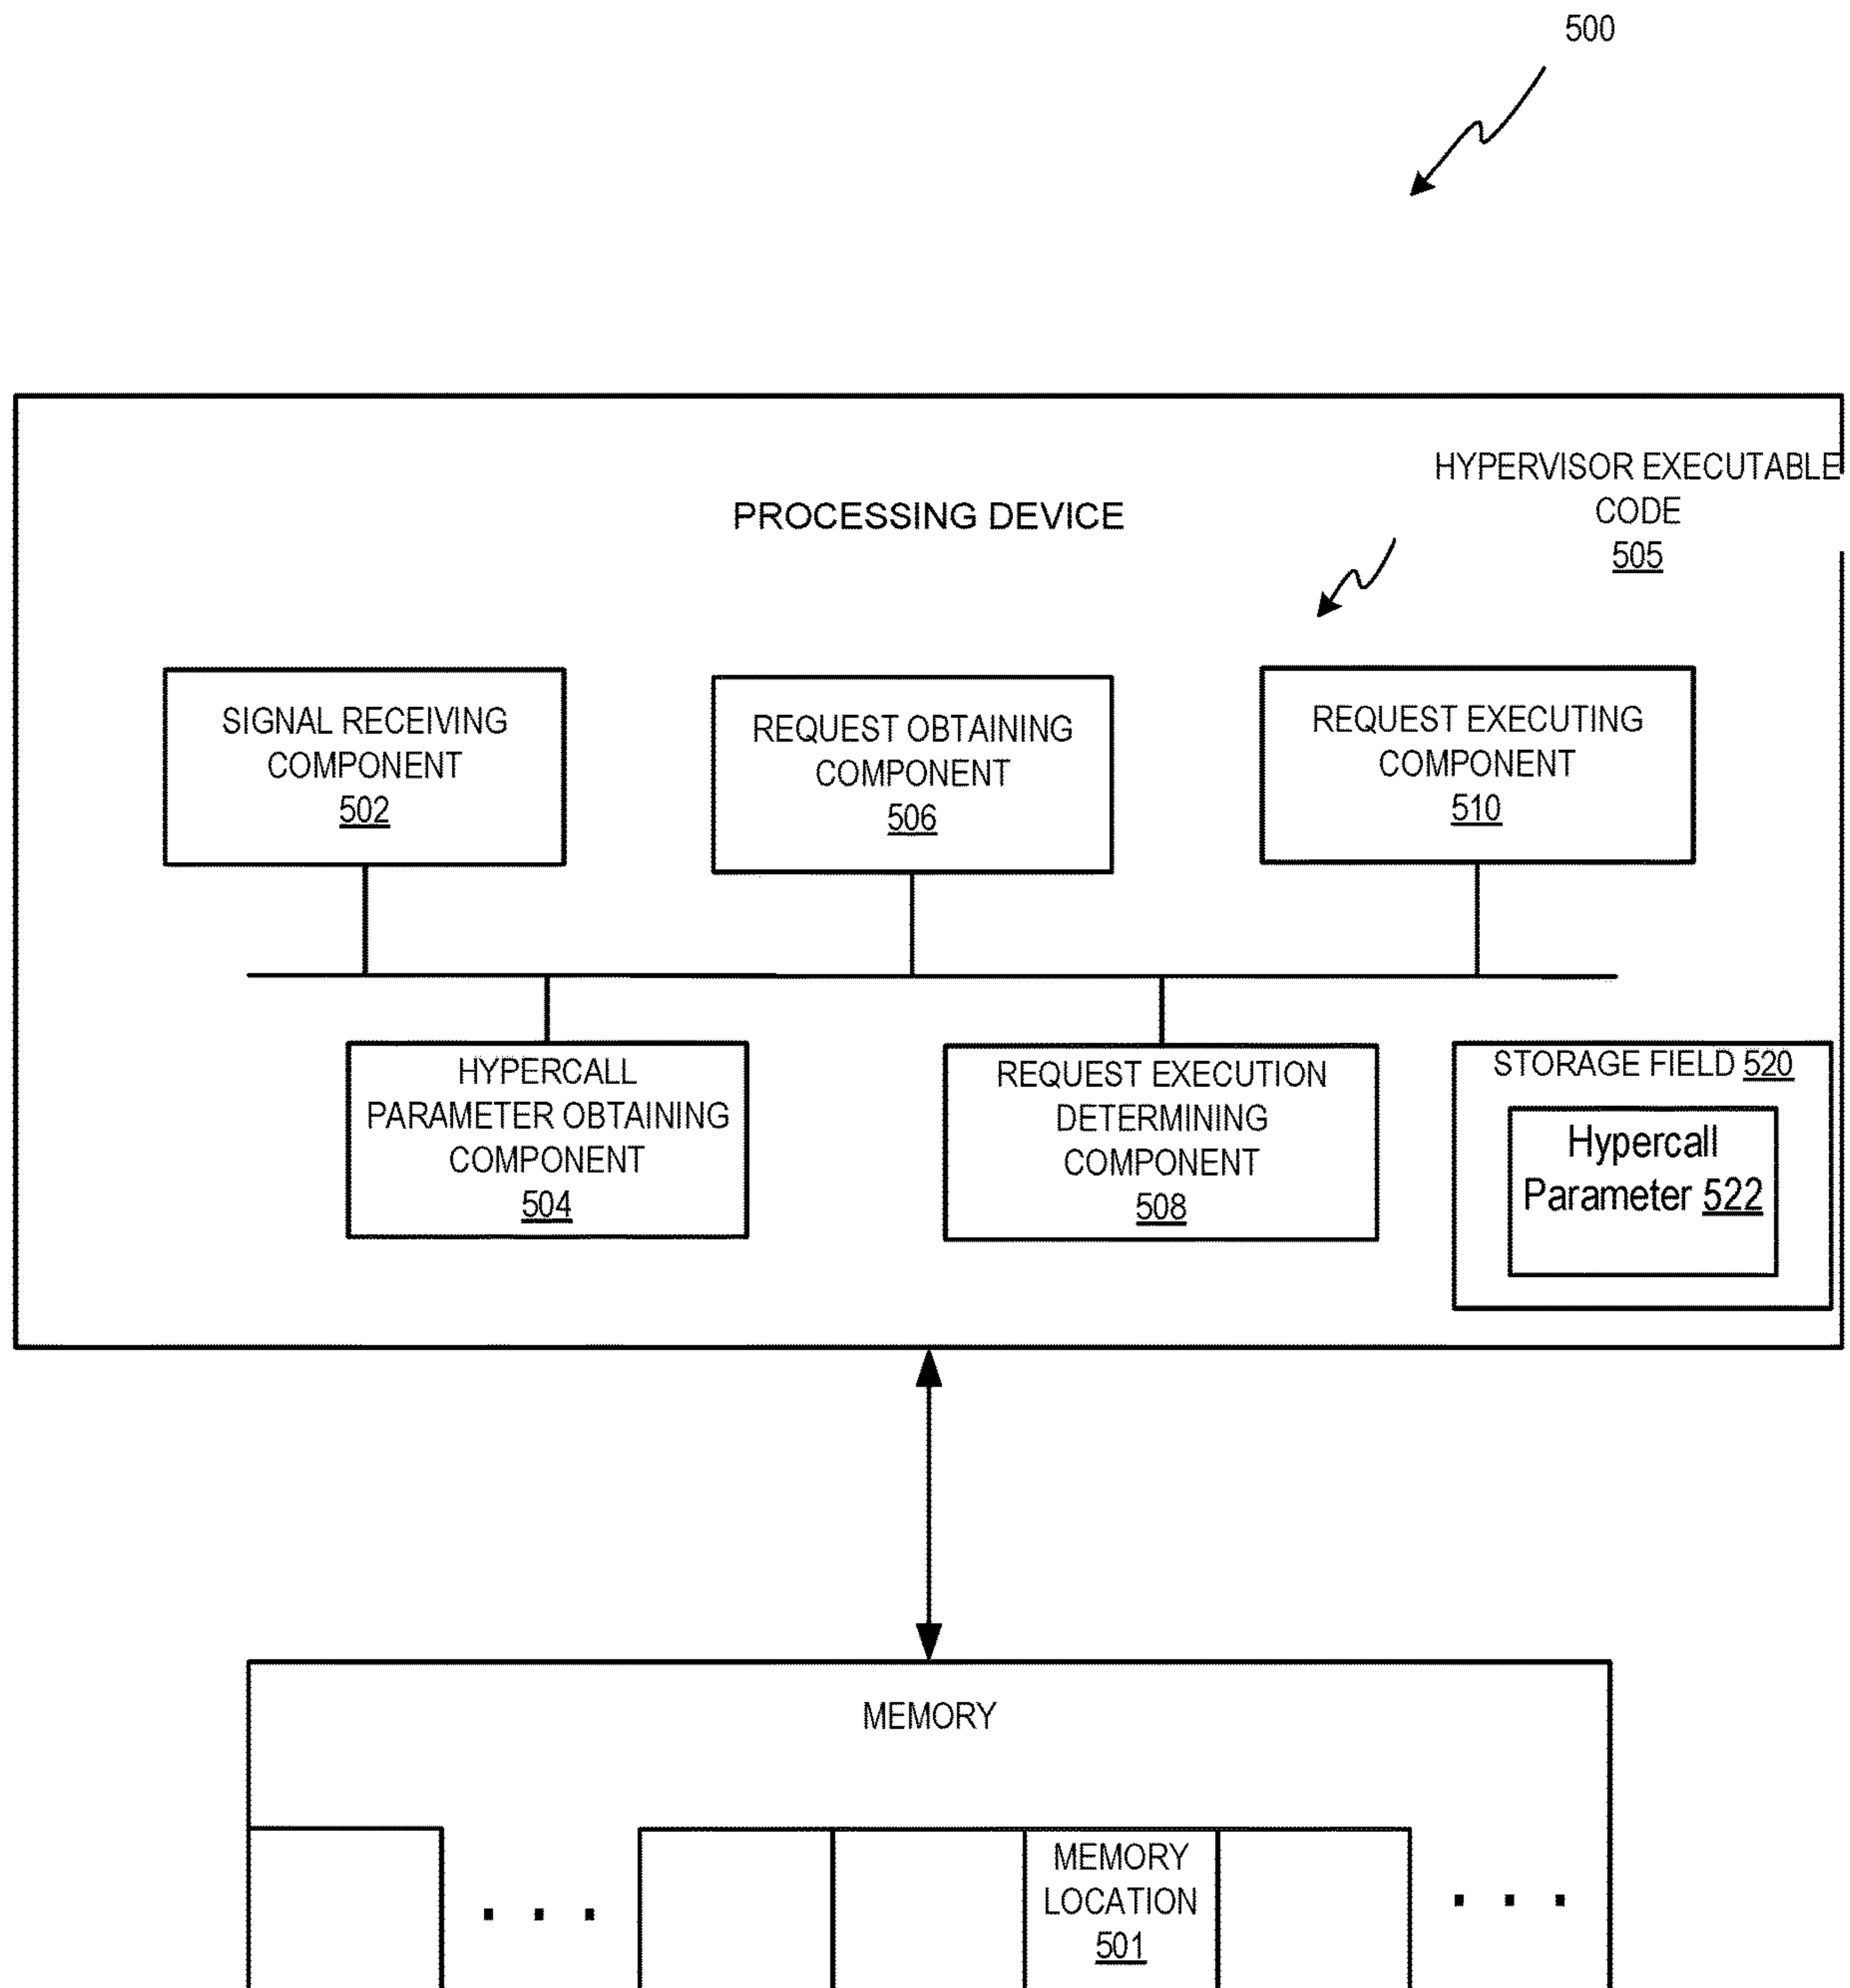 500
HYPERVISOR EXECUTABLE
CODE
505
PROCESSING DEVICE
SIGNAL RECEIVING
COMPONENT
502
REQUEST OBTAINING
COMPONENT
506
REQUEST EXECUTING
COMPONENT
510
HYPERCALL
PARAMETER OBTAINING
COMPONENT
504
REQUEST EXECUTION
DETERMINING
COMPONENT
508
STORAGE FIELD 520
Hypercall
Parameter 522
MEMORY
MEMORY
LOCATION
501